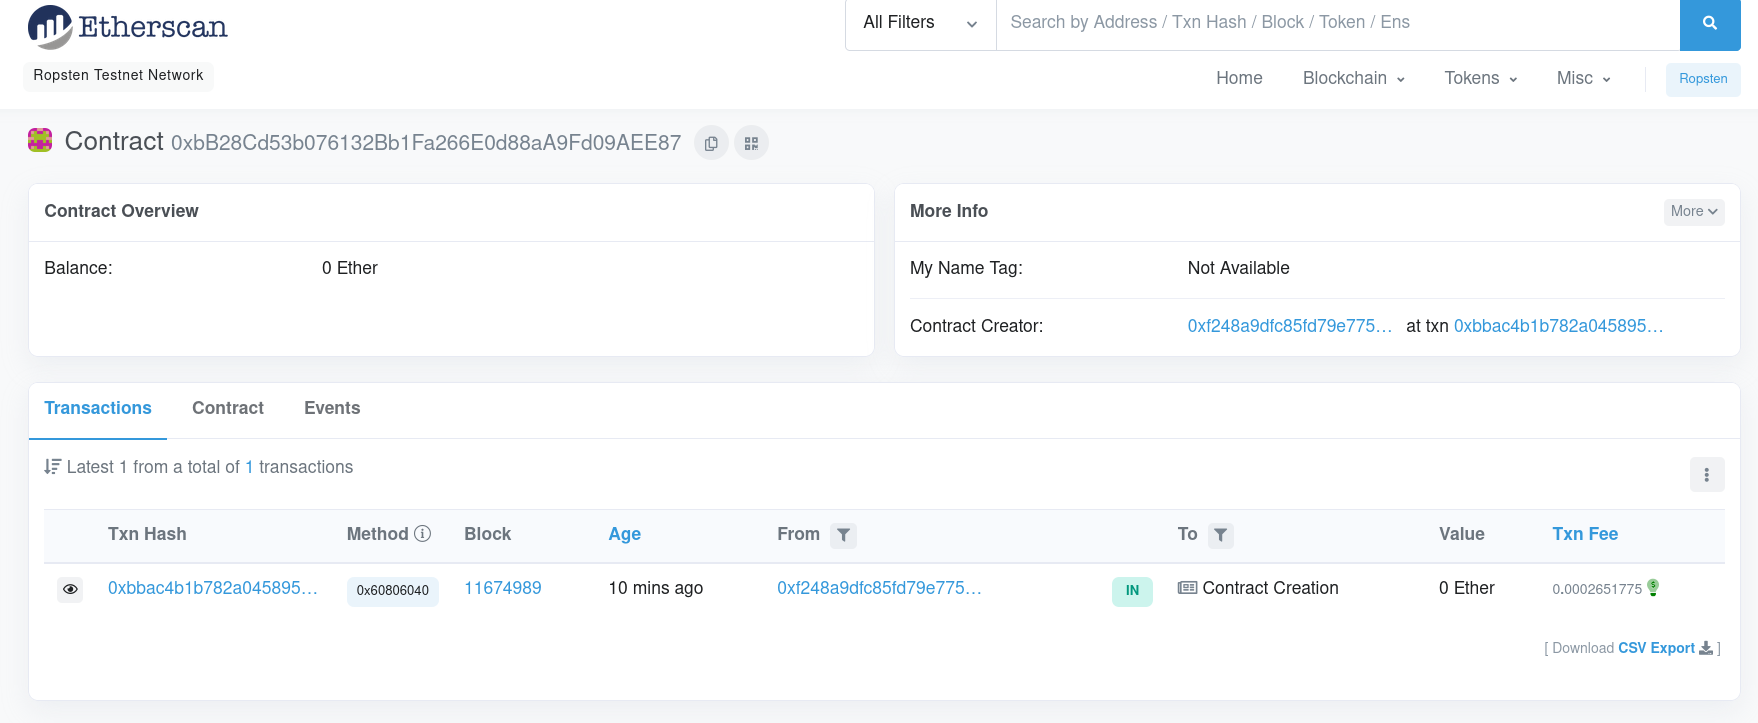 Etherscan
All Filters
Search by Address / Txn Hash / Block / Token / Ens
Ropsten Testnet Network
Home Blockchain Tokens Misc Ropsten
Contract 0xbB28Cd53b076132Bb1Fa266E0d88aA9Fd09AEE87
Contract Overview
Balance: 0 Ether
More Info More
My Name Tag: Not Available
Contract Creator: 0xf248a9dfc85fd79e775... at txn 0xbbac4b1b782a045895...
Transactions Contract Events
Latest 1 from a total of 1 transactions
Txn Hash Method Block Age From To Value Txn Fee
0xbbac4b1b782a045895... 0x60806040 11674989 10 mins ago 0xf248a9dfc85fd79e775... IN Contract Creation 0 Ether 0.0002651775
[ Download CSV Export ]